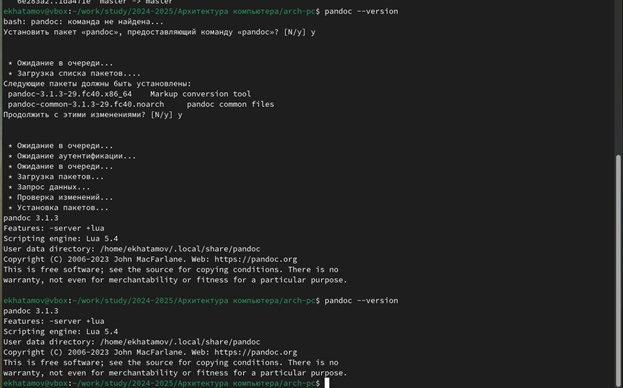 6e283a2..1da471e  master -> master
ekhatamov@vbox:~/work/study/2024-2025/Архитектура компьютера/arch-pc$ pandoc --version
bash: pandoc: команда не найдена...
Установить пакет «pandoc», предоставляющий команду «pandoc»? [N/y] y
* Ожидание в очереди...
* Загрузка списка пакетов....
Следующие пакеты должны быть установлены:
pandoc-3.1.3-29.fc40.x86_64    Markup conversion tool
pandoc-common-3.1.3-29.fc40.noarch    pandoc common files
Продолжить с этими изменениями? [N/y] y
* Ожидание в очереди...
* Ожидание аутентификации...
* Ожидание в очереди...
* Загрузка пакетов...
* Запрос данных...
* Проверка изменений...
* Установка пакетов...
pandoc 3.1.3
Features: -server +lua
Scripting engine: Lua 5.4
User data directory: /home/ekhatamov/.local/share/pandoc
Copyright (C) 2006-2023 John MacFarlane. Web: https://pandoc.org
This is free software; see the source for copying conditions. There is no
warranty, not even for merchantability or fitness for a particular purpose.
ekhatamov@vbox:~/work/study/2024-2025/Архитектура компьютера/arch-pc$ pandoc --version
pandoc 3.1.3
Features: -server +lua
Scripting engine: Lua 5.4
User data directory: /home/ekhatamov/.local/share/pandoc
Copyright (C) 2006-2023 John MacFarlane. Web: https://pandoc.org
This is free software; see the source for copying conditions. There is no
warranty, not even for merchantability or fitness for a particular purpose.
ekhatamov@vbox:~/work/study/2024-2025/Архитектура компьютера/arch-pc$